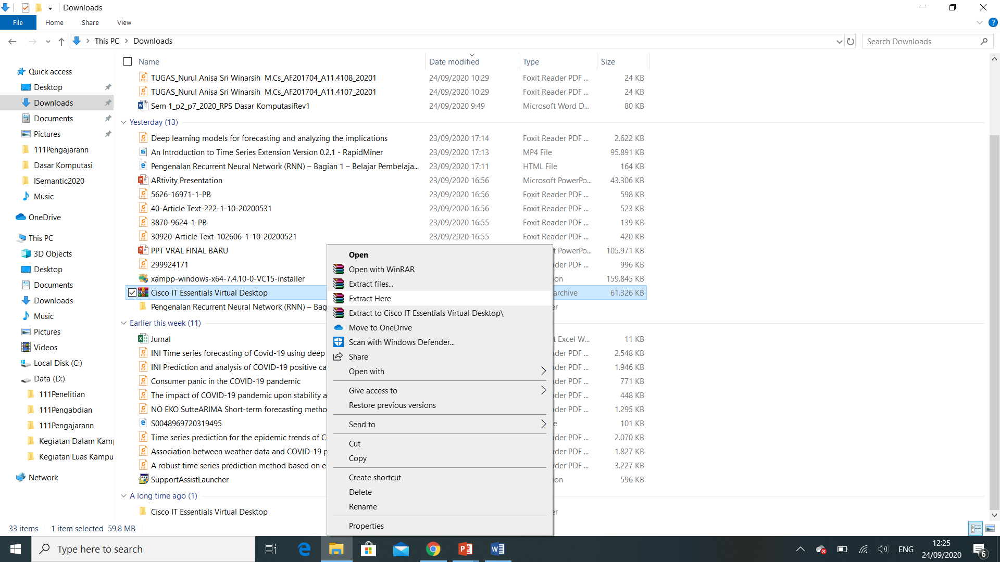 Downloads
File Home Share View
This PC Downloads
Search Downloads
Name Date modified Type Size
TUGAS_Nurul Anisa Sri Winarsih M.Cs_AF201704_A11.4108_20201 24/09/2020 10:29 Foxit Reader PDF ... 24 KB
TUGAS_Nurul Anisa Sri Winarsih M.Cs_AF201704_A11.4107_20201 24/09/2020 10:29 Foxit Reader PDF ... 24 KB
Sem 1_p2_p7_2020_RPS Dasar KomputasiRev1 24/09/2020 9:49 Microsoft Word D... 80 KB
Yesterday (13)
Deep learning models for forecasting and analyzing the implications 23/09/2020 17:14 Foxit Reader PDF ... 2.622 KB
An Introduction to Time Series Extension Version 0.2.1 - RapidMiner 23/09/2020 17:13 MP4 File 95.891 KB
Pengenalan Recurrent Neural Network (RNN) – Bagian 1 – Belajar Pembelaja... 23/09/2020 17:11 HTML File 164 KB
ARtivity Presentation 23/09/2020 16:56 Microsoft PowerPo... 43.306 KB
5626-16971-1-PB 23/09/2020 16:56 Foxit Reader PDF ... 598 KB
40-Article Text-222-1-10-20200531 23/09/2020 16:56 Foxit Reader PDF ... 523 KB
3870-9624-1-PB 23/09/2020 16:55 Foxit Reader PDF ... 139 KB
30920-Article Text-102606-1-10-20200521 23/09/2020 16:55 Foxit Reader PDF ... 420 KB
PPT VRAL FINAL BARU t PowerPo... 105.971 KB
299924171 der PDF ... 996 KB
xampp-windows-x64-7.4.10-0-VC15-installer ion 159.845 KB
Cisco IT Essentials Virtual Desktop archive 61.326 KB
Pengenalan Recurrent Neural Network (RNN) – Bag er
Earlier this week (11)
Jurnal t Excel W... 11 KB
INI Time series forecasting of Covid-19 using deep der PDF ... 2.548 KB
INI Prediction and analysis of COVID-19 positive ca der PDF ... 1.946 KB
Consumer panic in the COVID-19 pandemic der PDF ... 771 KB
The impact of COVID-19 pandemic upon stability a der PDF ... 448 KB
NO EKO SutteARIMA Short-term forecasting metho der PDF ... 1.295 KB
S0048969720319495 e 101 KB
Time series prediction for the epidemic trends of C der PDF ... 2.070 KB
Association between weather data and COVID-19 p der PDF ... 1.827 KB
A robust time series prediction method based on e der PDF ... 3.227 KB
SupportAssistLauncher ion 596 KB
A long time ago (1)
Cisco IT Essentials Virtual Desktop er
Quick access
Desktop
Downloads
Documents
Pictures
111Pengajarann
Dasar Komputasi
ISemantic2020
Music
OneDrive
This PC
3D Objects
Desktop
Documents
Downloads
Music
Pictures
Videos
Local Disk (C:)
Data (D:)
111Penelitian
111Pengabdian
111Pengajarann
Kegiatan Dalam Kamp
Kegiatan Luas Kampu
Network
Open
Open with WinRAR
Extract files...
Extract Here
Extract to Cisco IT Essentials Virtual Desktop\
Move to OneDrive
Scan with Windows Defender...
Share
Open with
Give access to
Restore previous versions
Send to
Cut
Copy
Create shortcut
Delete
Rename
Properties
33 items 1 item selected 59,8 MB
Type here to search
ENG
12:25
24/09/2020
6